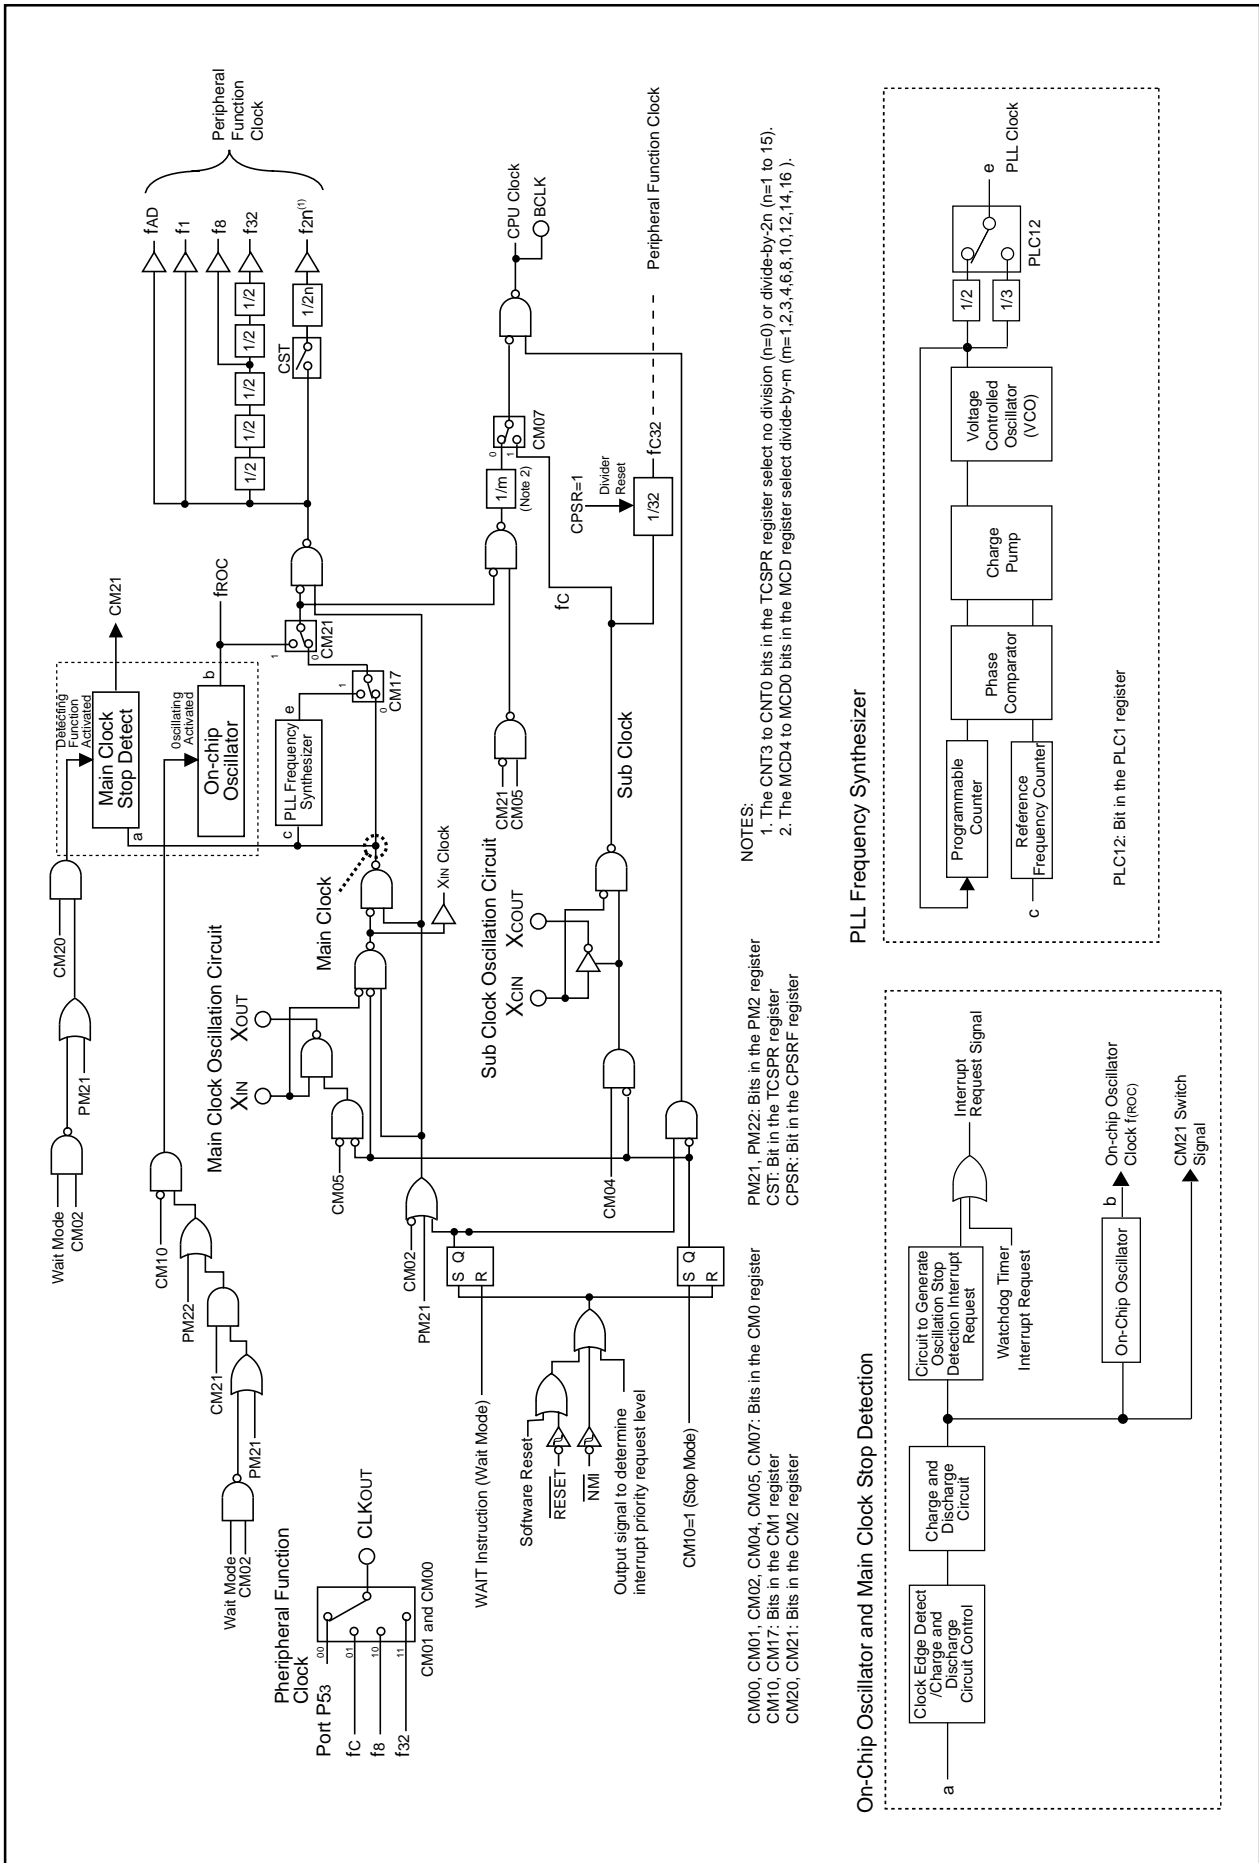 Wait Mode
CM02
PM21
CM20
Detecting
Function
Activated
Main Clock
Stop Detect
CM21
a
CM10
PM22
CM21
PM21
Wait Mode
CM02
Oscillating
Activated
On-chip
Oscillator
b
fROC
Peripheral
Function
Clock
fAD
f1
f8
f32
f2n(1)
1/2
1/2
1/2
1/2
1/2
CST
1/2n
Pheripheral Function
Clock
Port P53
fC
f8
f32
00
01
10
11
CLKOUT
CM01 and CM00
Main Clock Oscillation Circuit
XIN
XOUT
CM05
Main Clock
XIN Clock
c
PLL Frequency
Synthesizer
e
1
0
CM17
1
0
CM21
CM02
PM21
WAIT Instruction (Wait Mode)
S Q
R
Software Reset
RESET
NMI
Output signal to determine
interrupt priority request level
CM10=1 (Stop Mode)
S Q
R
CM04
Sub Clock Oscillation Circuit
XCIN
XCOUT
Sub Clock
CM21
CM05
1/m
(Note 2)
0
1
CM07
fC
CPU Clock
BCLK
CPSR=1
Divider
Reset
1/32
fC32
Peripheral Function Clock
CM00, CM01, CM02, CM04, CM05, CM07: Bits in the CM0 register
CM10, CM17: Bits in the CM1 register
CM20, CM21: Bits in the CM2 register
PM21, PM22: Bits in the PM2 register
CST: Bit in the TCSPR register
CPSR: Bit in the CPSRF register
NOTES:
1. The CNT3 to CNT0 bits in the TCSPR register select no division (n=0) or divide-by-2n (n=1 to 15).
2. The MCD4 to MCD0 bits in the MCD register select divide-by-m (m=1,2,3,4,6,8,10,12,14,16 ).
On-Chip Oscillator and Main Clock Stop Detection
a
Clock Edge Detect
/Charge and
Discharge
Circuit Control
Charge and
Discharge
Circuit
Circuit to Generate
Oscillation Stop
Detection Interrupt
Request
Watchdog Timer
Interrupt Request
Interrupt
Request Signal
On-Chip Oscillator
b
On-chip Oscillator
Clock f(ROC)
CM21 Switch
Signal
PLL Frequency Synthesizer
c
Programmable
Counter
Reference
Frequency Counter
Phase
Comparator
Charge
Pump
Voltage
Controlled
Oscillator
(VCO)
1/2
1/3
PLC12
e
PLL Clock
PLC12: Bit in the PLC1 register